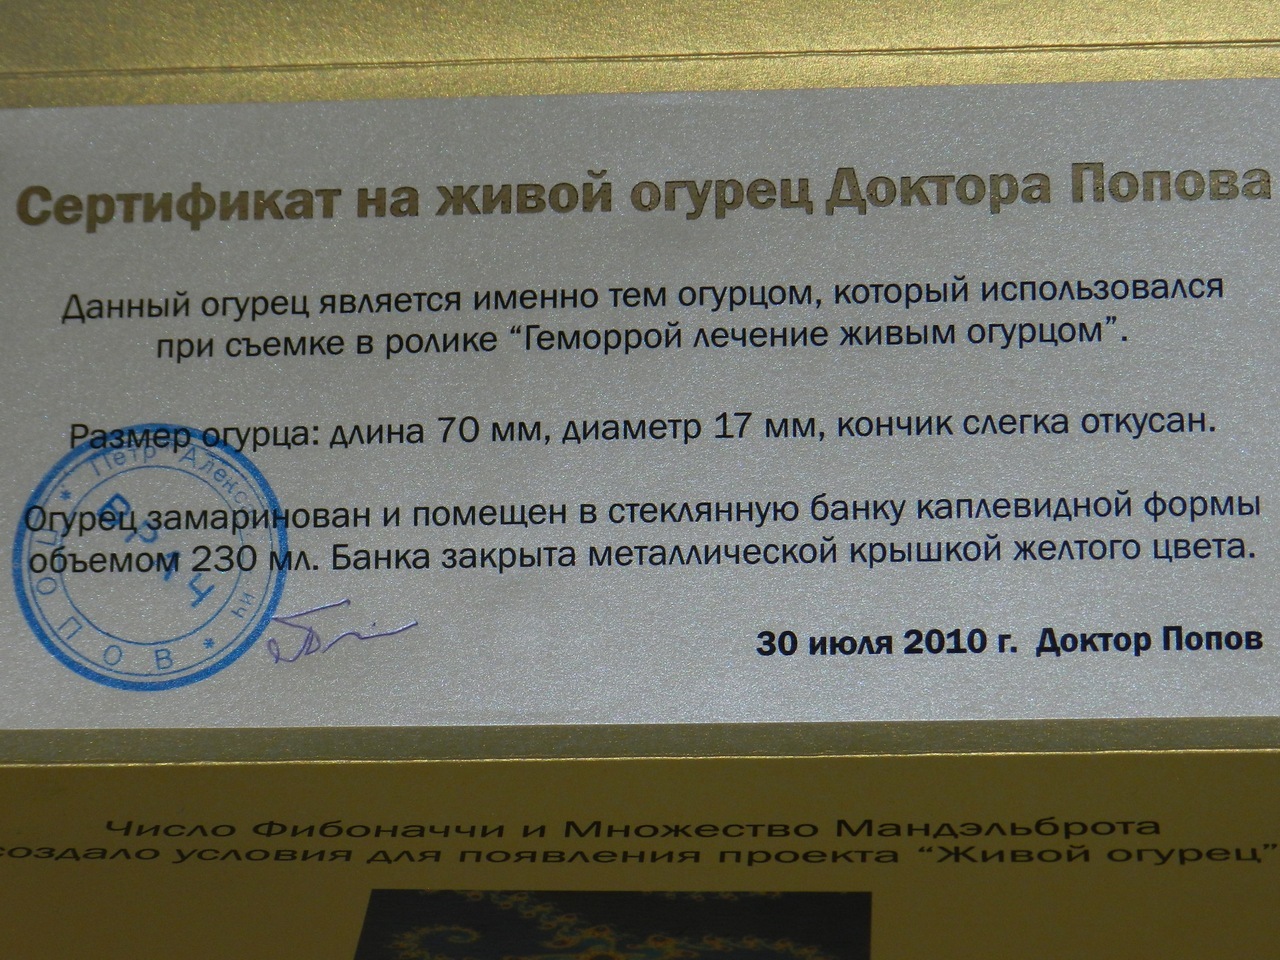 Сертификат на живой огурец Доктора Попова
Данный огурец является именно тем огурцом, который использовался
при съемке в ролике “Геморрой лечение живым огурцом”.
Размер огурца: длина 70 мм, диаметр 17 мм, кончик слегка откусан.
Огурец замаринован и помещен в стеклянную банку каплевидной формы
объемом 230 мл. Банка закрыта металлической крышкой желтого цвета.
* Петр
ПОПОВ *
ВРАЧ
30 июля 2010 г. Доктор Попов
Число Фибоначчи и Множество Мандэльброта
создало условия для появления проекта “Живой огурец”